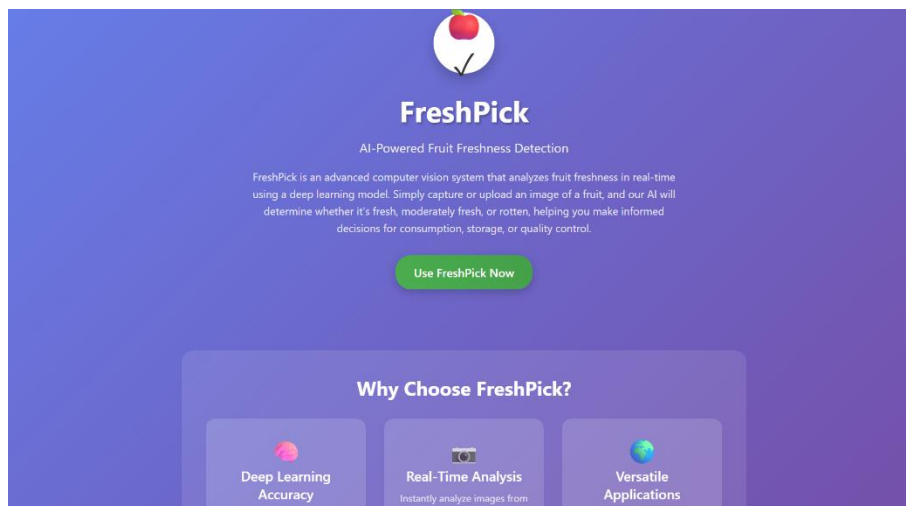 FreshPick
AI-Powered Fruit Freshness Detection
FreshPick is an advanced computer vision system that analyzes fruit freshness in real-time
using a deep learning model. Simply capture or upload an image of a fruit, and our AI will
determine whether it's fresh, moderately fresh, or rotten, helping you make informed
decisions for consumption, storage, or quality control.
Use FreshPick Now
Why Choose FreshPick?
Deep Learning
Accuracy
Real-Time Analysis
Instantly analyze images from
Versatile
Applications